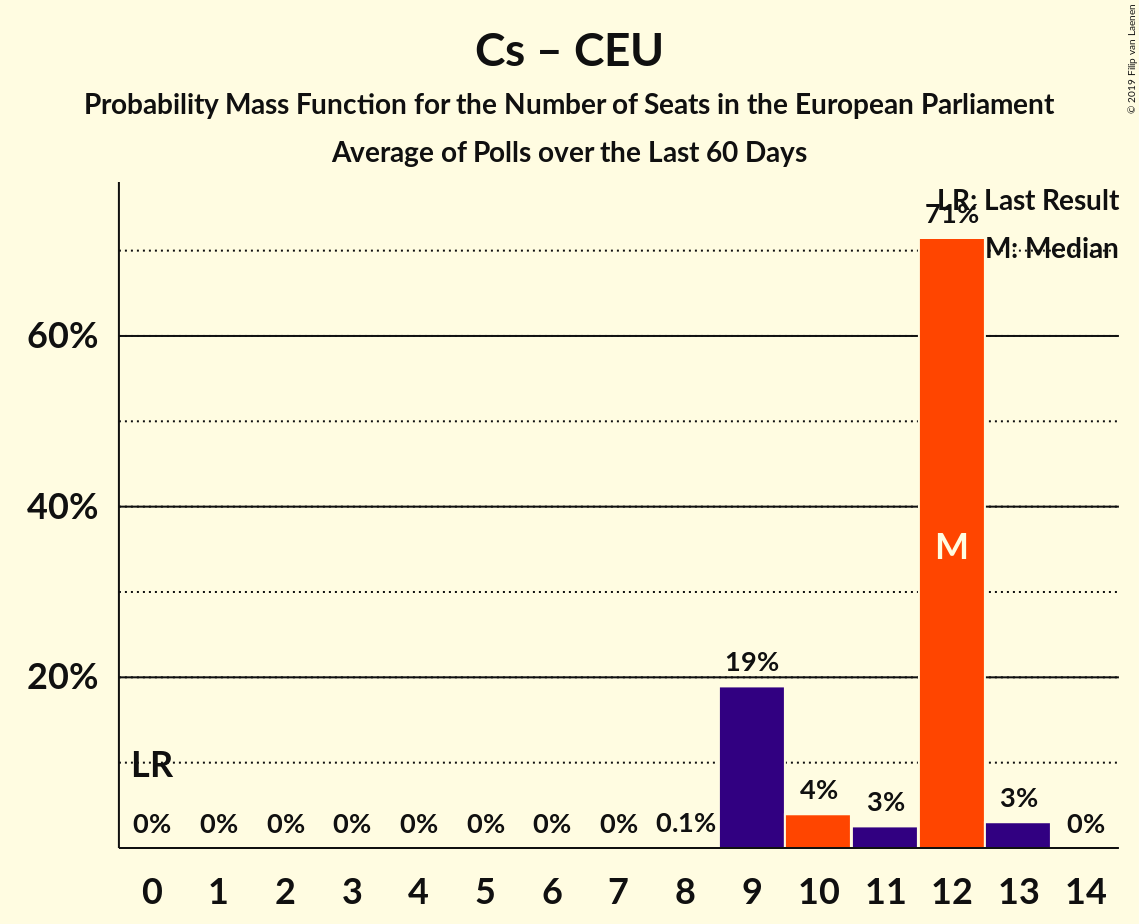 Cs – CEU
Probability Mass Function for the Number of Seats in the European Parliament
Average of Polls over the Last 60 Days
© 2019 Filip van Laenen
LR: Last Result
M: Median
71%
60%
40%
20%
M
19%
LR
0% 0% 0% 0% 0% 0% 0% 0% 0.1% 4% 3% 3% 0%
0 1 2 3 4 5 6 7 8 9 10 11 12 13 14